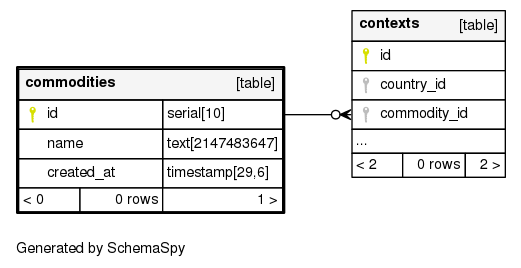 contexts [table]
id
country_id
commodity_id
...
< 2 0 rows 2 >
commodities [table]
id serial[10]
name text[2147483647]
created_at timestamp[29,6]
< 0 0 rows 1 >
Generated by SchemaSpy